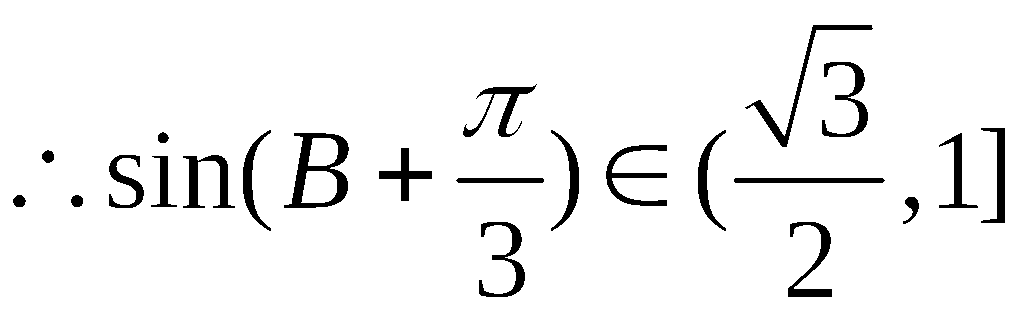 ∴sin(B + π/3) ∈ (√3/2, 1]